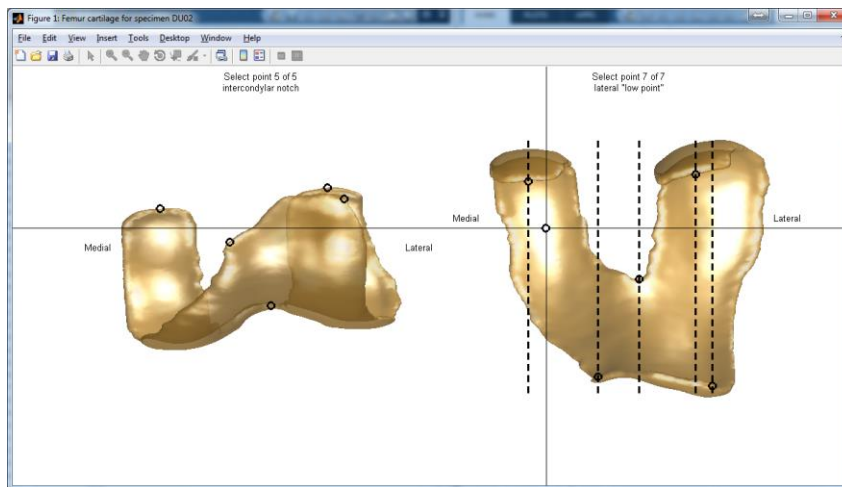 Figure 1: Femur cartilage for specimen DU02
File Edit View Insert Tools Desktop Window Help
Select point 5 of 5
intercondylar notch
Select point 7 of 7
lateral "low point"
Medial
Lateral
Medial
Lateral